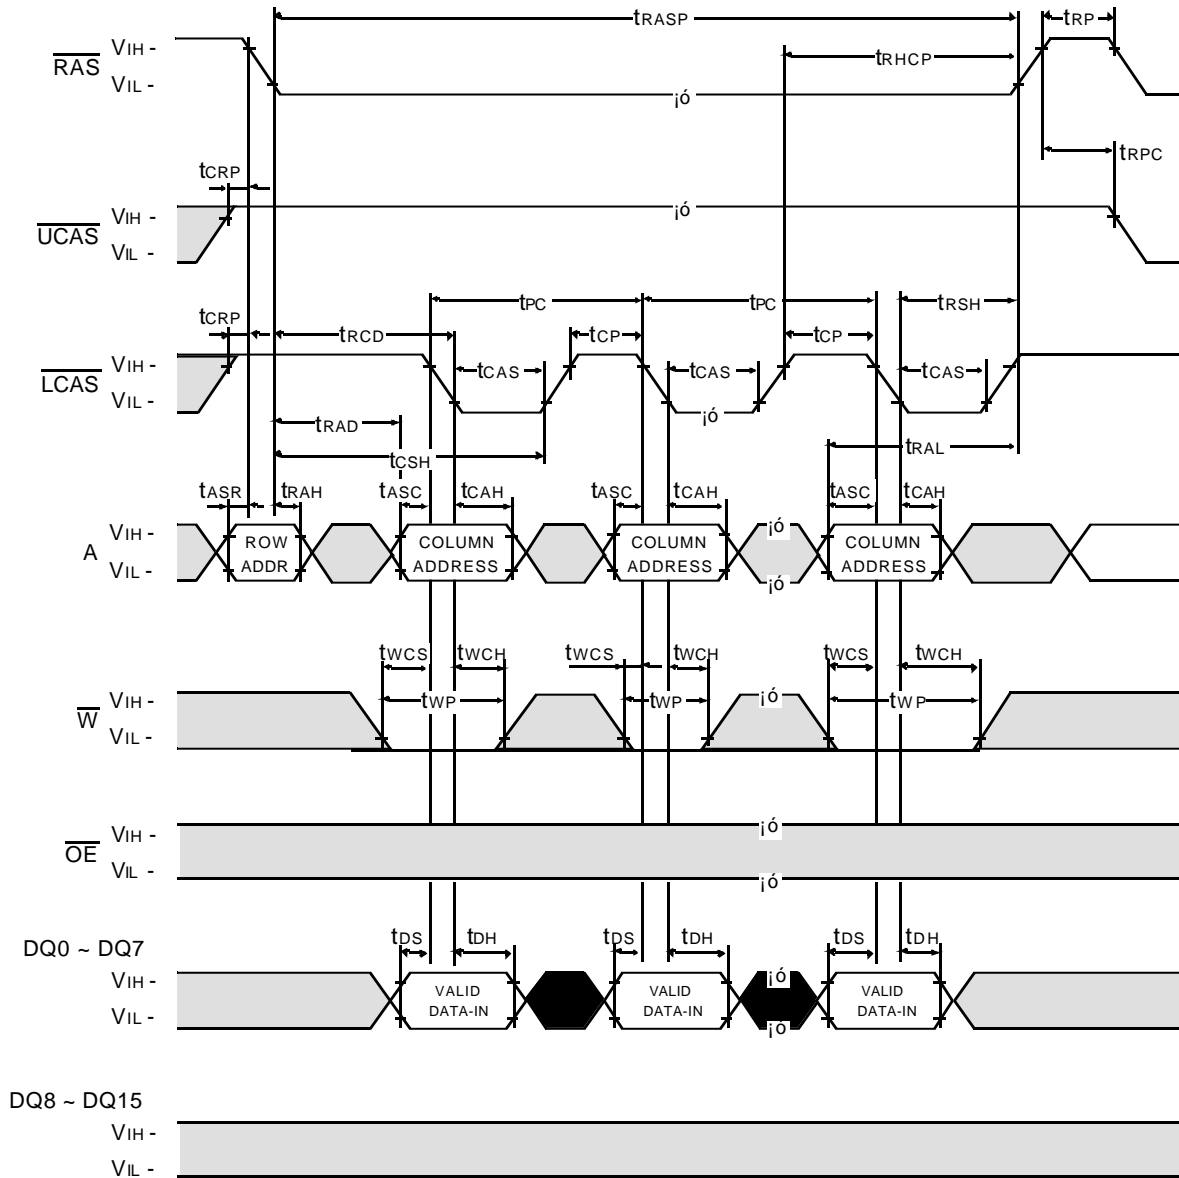 tRASP
tRP
RAS
VIH -
VIL -
tRHCP
¡ó
tRPC
tCRP
UCAS
VIH -
VIL -
¡ó
tCRP
tRCD
tPC
tCP
tPC
tCP
tRSH
LCAS
VIH -
VIL -
tCAS
tCAS
tCAS
¡ó
tRAD
tCSH
tRAL
tASR
tRAH
tASC
tCAH
tASC
tCAH
tASC
tCAH
A
VIH -
VIL -
ROW
ADDR
COLUMN
ADDRESS
COLUMN
ADDRESS
¡ó
¡ó
COLUMN
ADDRESS
tWCS
tWCH
tWCS
tWCH
tWCS
tWCH
W
VIH -
VIL -
tWP
tWP
¡ó
tWP
OE
VIH -
VIL -
¡ó
¡ó
DQ0 ~ DQ7
tDS
tDH
tDS
tDH
tDS
tDH
VIH -
VIL -
VALID
DATA-IN
VALID
DATA-IN
¡ó
¡ó
VALID
DATA-IN
DQ8 ~ DQ15
VIH -
VIL -